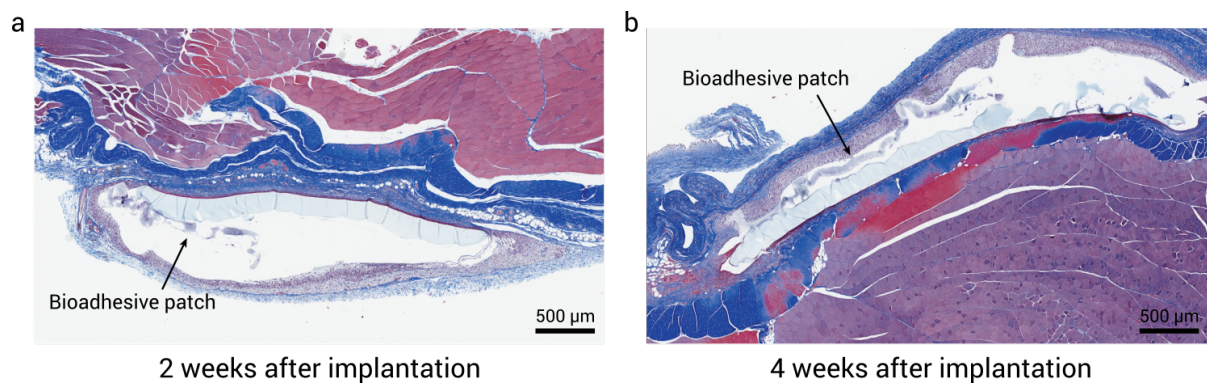 a
Bioadhesive patch
500 μm
2 weeks after implantation
b
Bioadhesive patch
500 μm
4 weeks after implantation